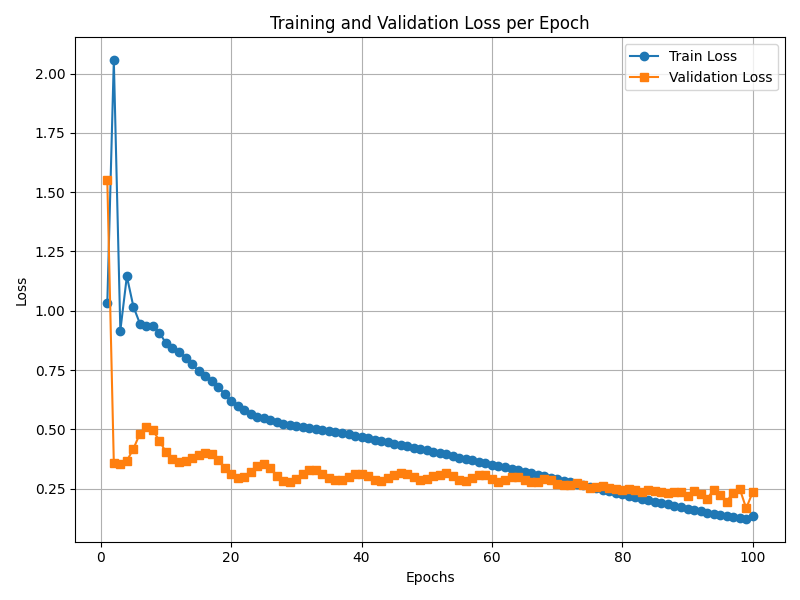 Training and Validation Loss per Epoch
Train Loss
Validation Loss
2.00
1.75
1.50
1.25
1.00
0.75
0.50
0.25
Loss
0 20 40 60 80 100
Epochs